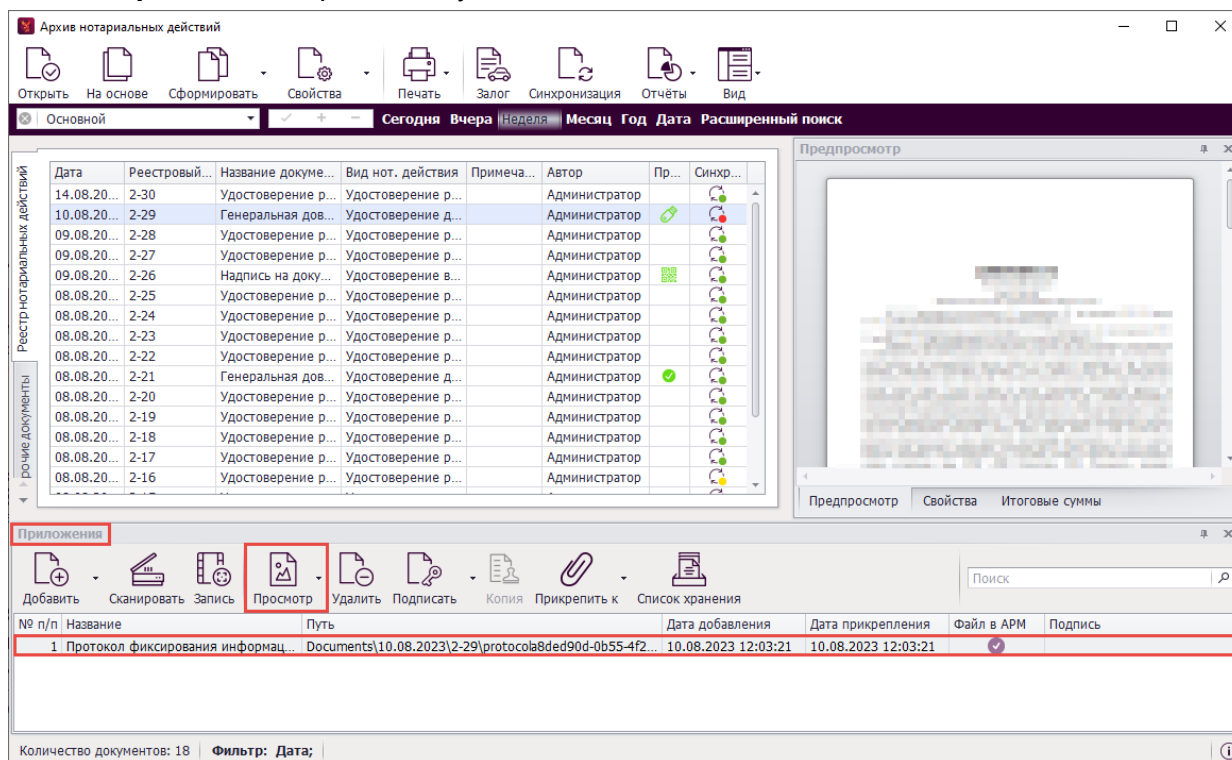 Архив нотариальных действий
Открыть На основе Сформировать Свойства Печать Залог Синхронизация Отчёты Вид
Основной Сегодня Вчера Неделя Месяц Год Дата Расширенный поиск
Предпросмотр
Реестр нотариальных действий
рочие документы
Дата Реестровый... Название докуме... Вид нот. действия Примеча... Автор Пр... Синхр...
14.08.20... 2-30 Удостоверение р... Удостоверение р... Администратор
10.08.20... 2-29 Генеральная дов... Удостоверение д... Администратор
09.08.20... 2-28 Удостоверение р... Удостоверение р... Администратор
09.08.20... 2-27 Удостоверение р... Удостоверение р... Администратор
09.08.20... 2-26 Надпись на доку... Удостоверение в... Администратор
08.08.20... 2-25 Удостоверение р... Удостоверение р... Администратор
08.08.20... 2-24 Удостоверение р... Удостоверение р... Администратор
08.08.20... 2-23 Удостоверение р... Удостоверение р... Администратор
08.08.20... 2-22 Удостоверение р... Удостоверение р... Администратор
08.08.20... 2-21 Генеральная дов... Удостоверение д... Администратор
08.08.20... 2-20 Удостоверение р... Удостоверение р... Администратор
08.08.20... 2-19 Удостоверение р... Удостоверение р... Администратор
08.08.20... 2-18 Удостоверение р... Удостоверение р... Администратор
08.08.20... 2-17 Удостоверение р... Удостоверение р... Администратор
08.08.20... 2-16 Удостоверение р... Удостоверение р... Администратор
Предпросмотр Свойства Итоговые суммы
Приложения
Добавить Сканировать Запись Просмотр Удалить Подписать Копия Прикрепить к Список хранения
Поиск
№ п/п Название Путь Дата добавления Дата прикрепления Файл в АРМ Подпись
1 Протокол фиксирования информац... Documents\10.08.2023\2-29\protocola8ded90d-0b55-4f2... 10.08.2023 12:03:21 10.08.2023 12:03:21
Количество документов: 18 Фильтр: Дата;